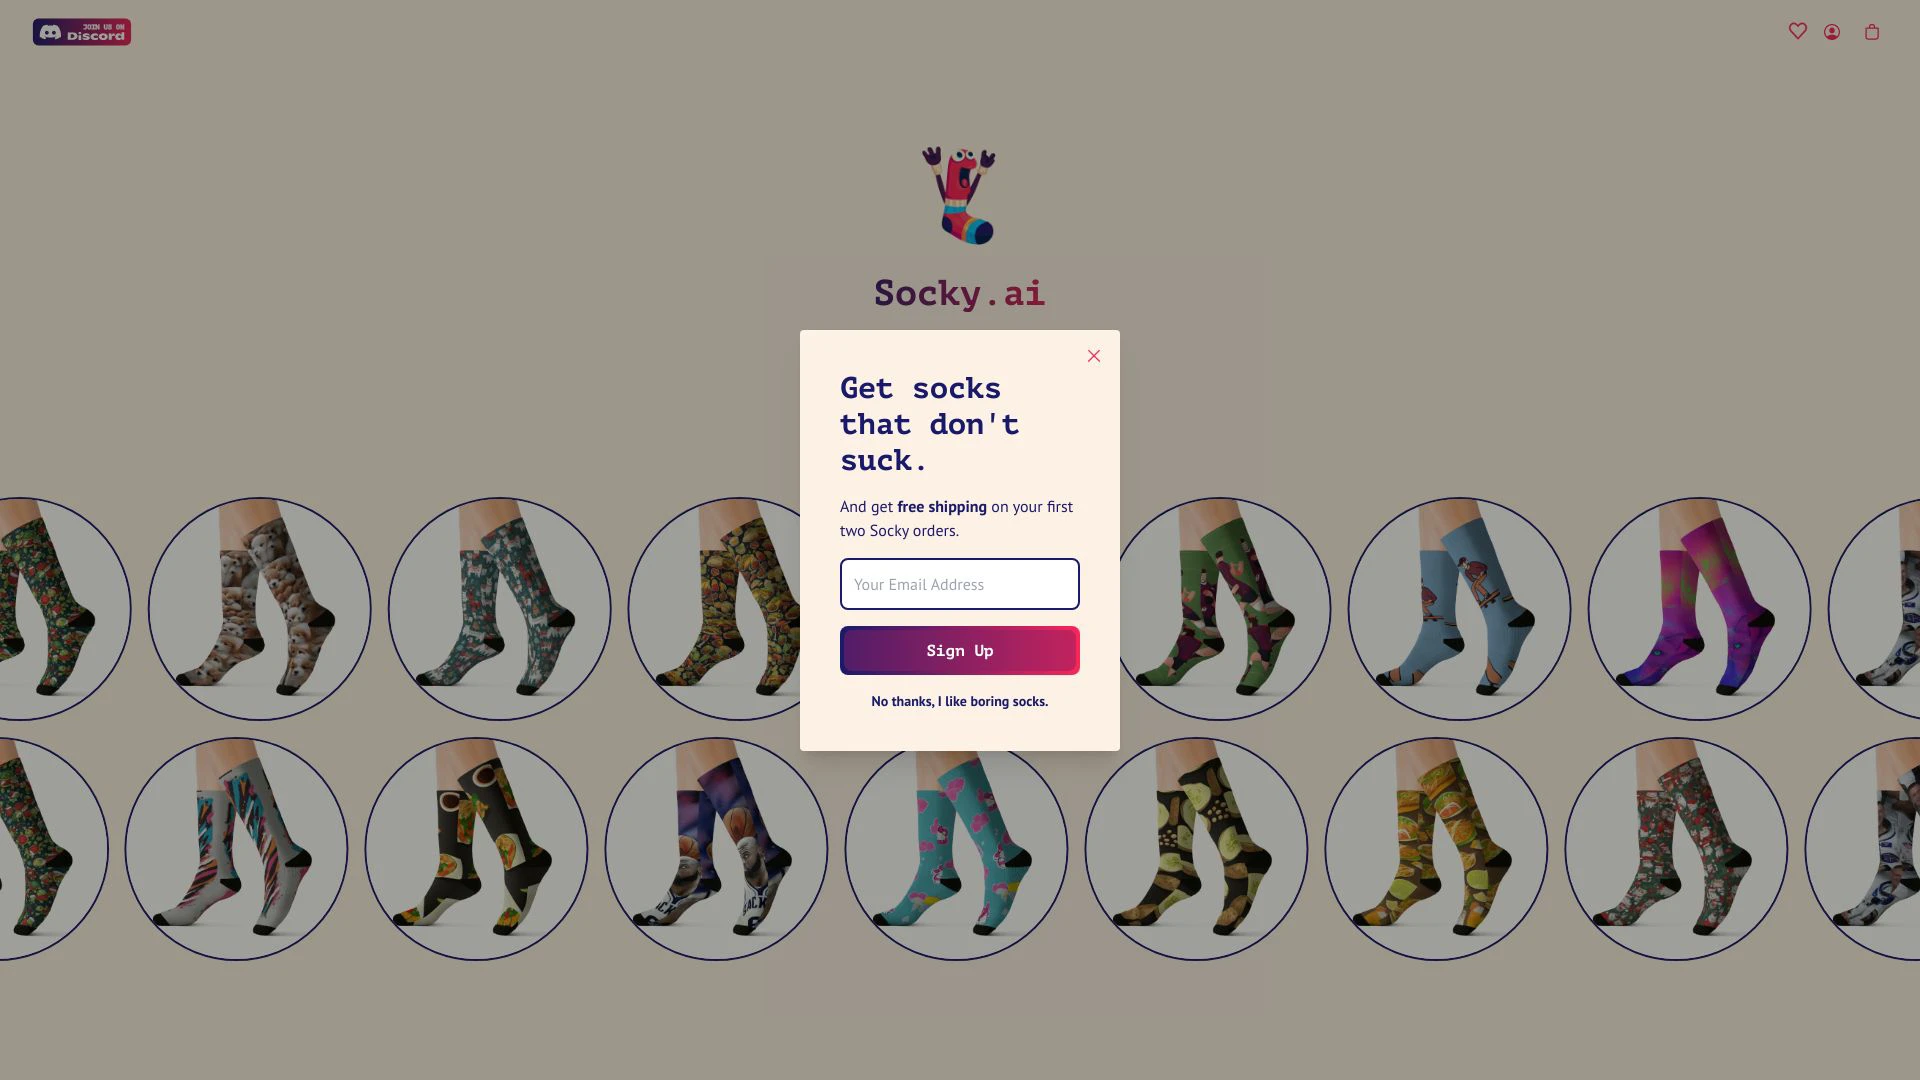 JOIN US ON
Discord
Socky.ai
Get socks
that don't
suck.
And get free shipping on your first
two Socky orders.
Your Email Address
Sign Up
No thanks, I like boring socks.